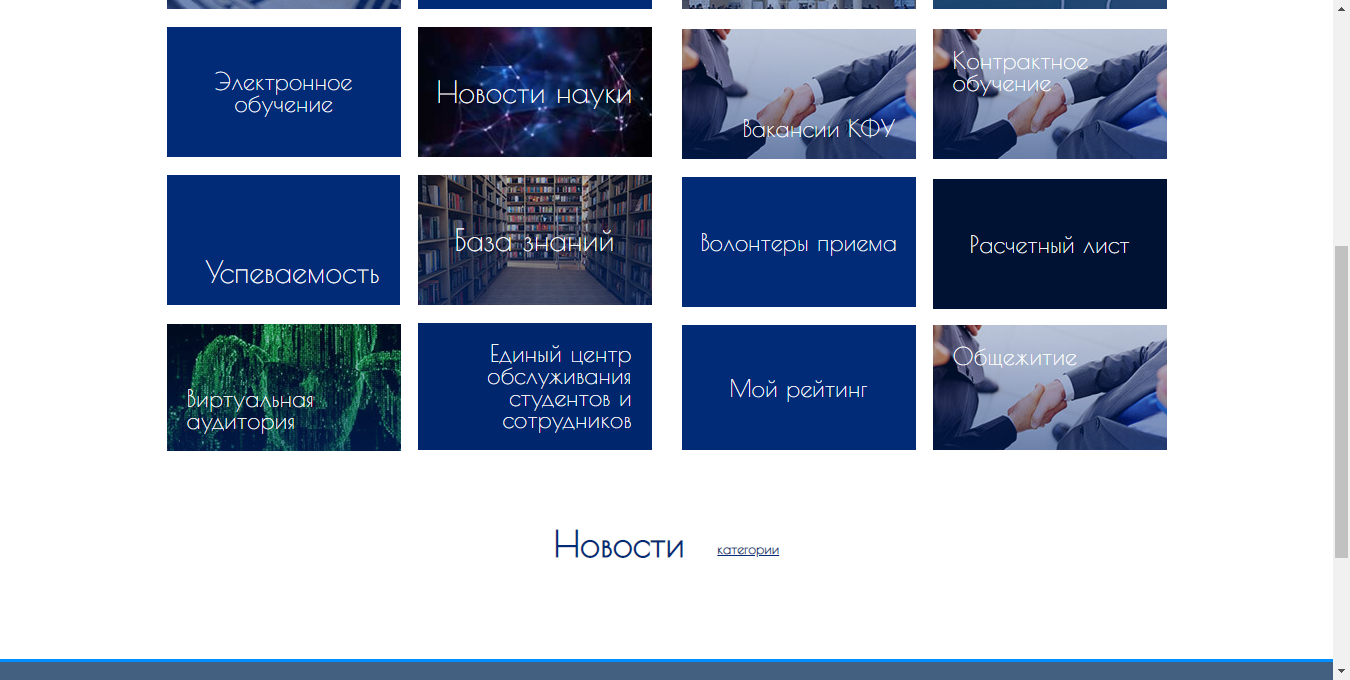 Электронное
обучение
Новости науки
Вакансии КФУ
Контрактное
обучение
Успеваемость
База знаний
Волонтеры приема
Расчетный лист
Виртуальная
аудитория
Единый центр
обслуживания
студентов и
сотрудников
Мой рейтинг
Общежитие
Новости
категории